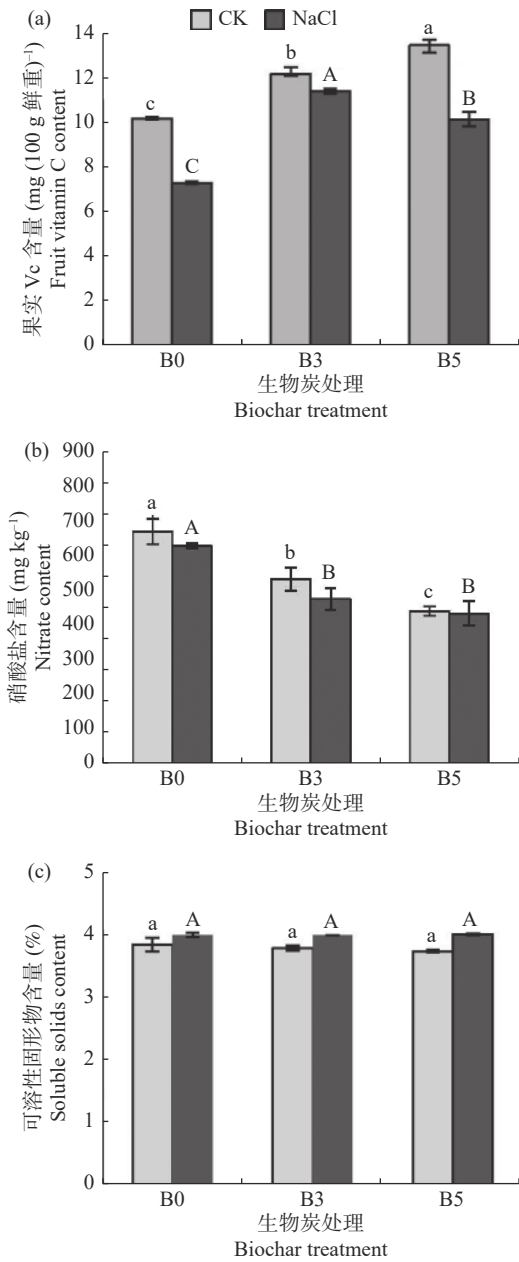 (a)
CK NaCl
14
12
10
8
6
4
2
0
果实 Vc 含量 (mg (100 g 鲜重)⁻¹)
Fruit vitamin C content
c
C
b
A
a
B
B0 B3 B5
生物炭处理
Biochar treatment
(b)
900
800
700
600
500
400
300
200
100
0
硝酸盐含量 (mg kg⁻¹)
Nitrate content
a
A
b
B
c
B
B0 B3 B5
生物炭处理
Biochar treatment
(c)
5
4
3
2
1
0
可溶性固形物含量 (%)
Soluble solids content
a
A
a
A
a
A
B0 B3 B5
生物炭处理
Biochar treatment